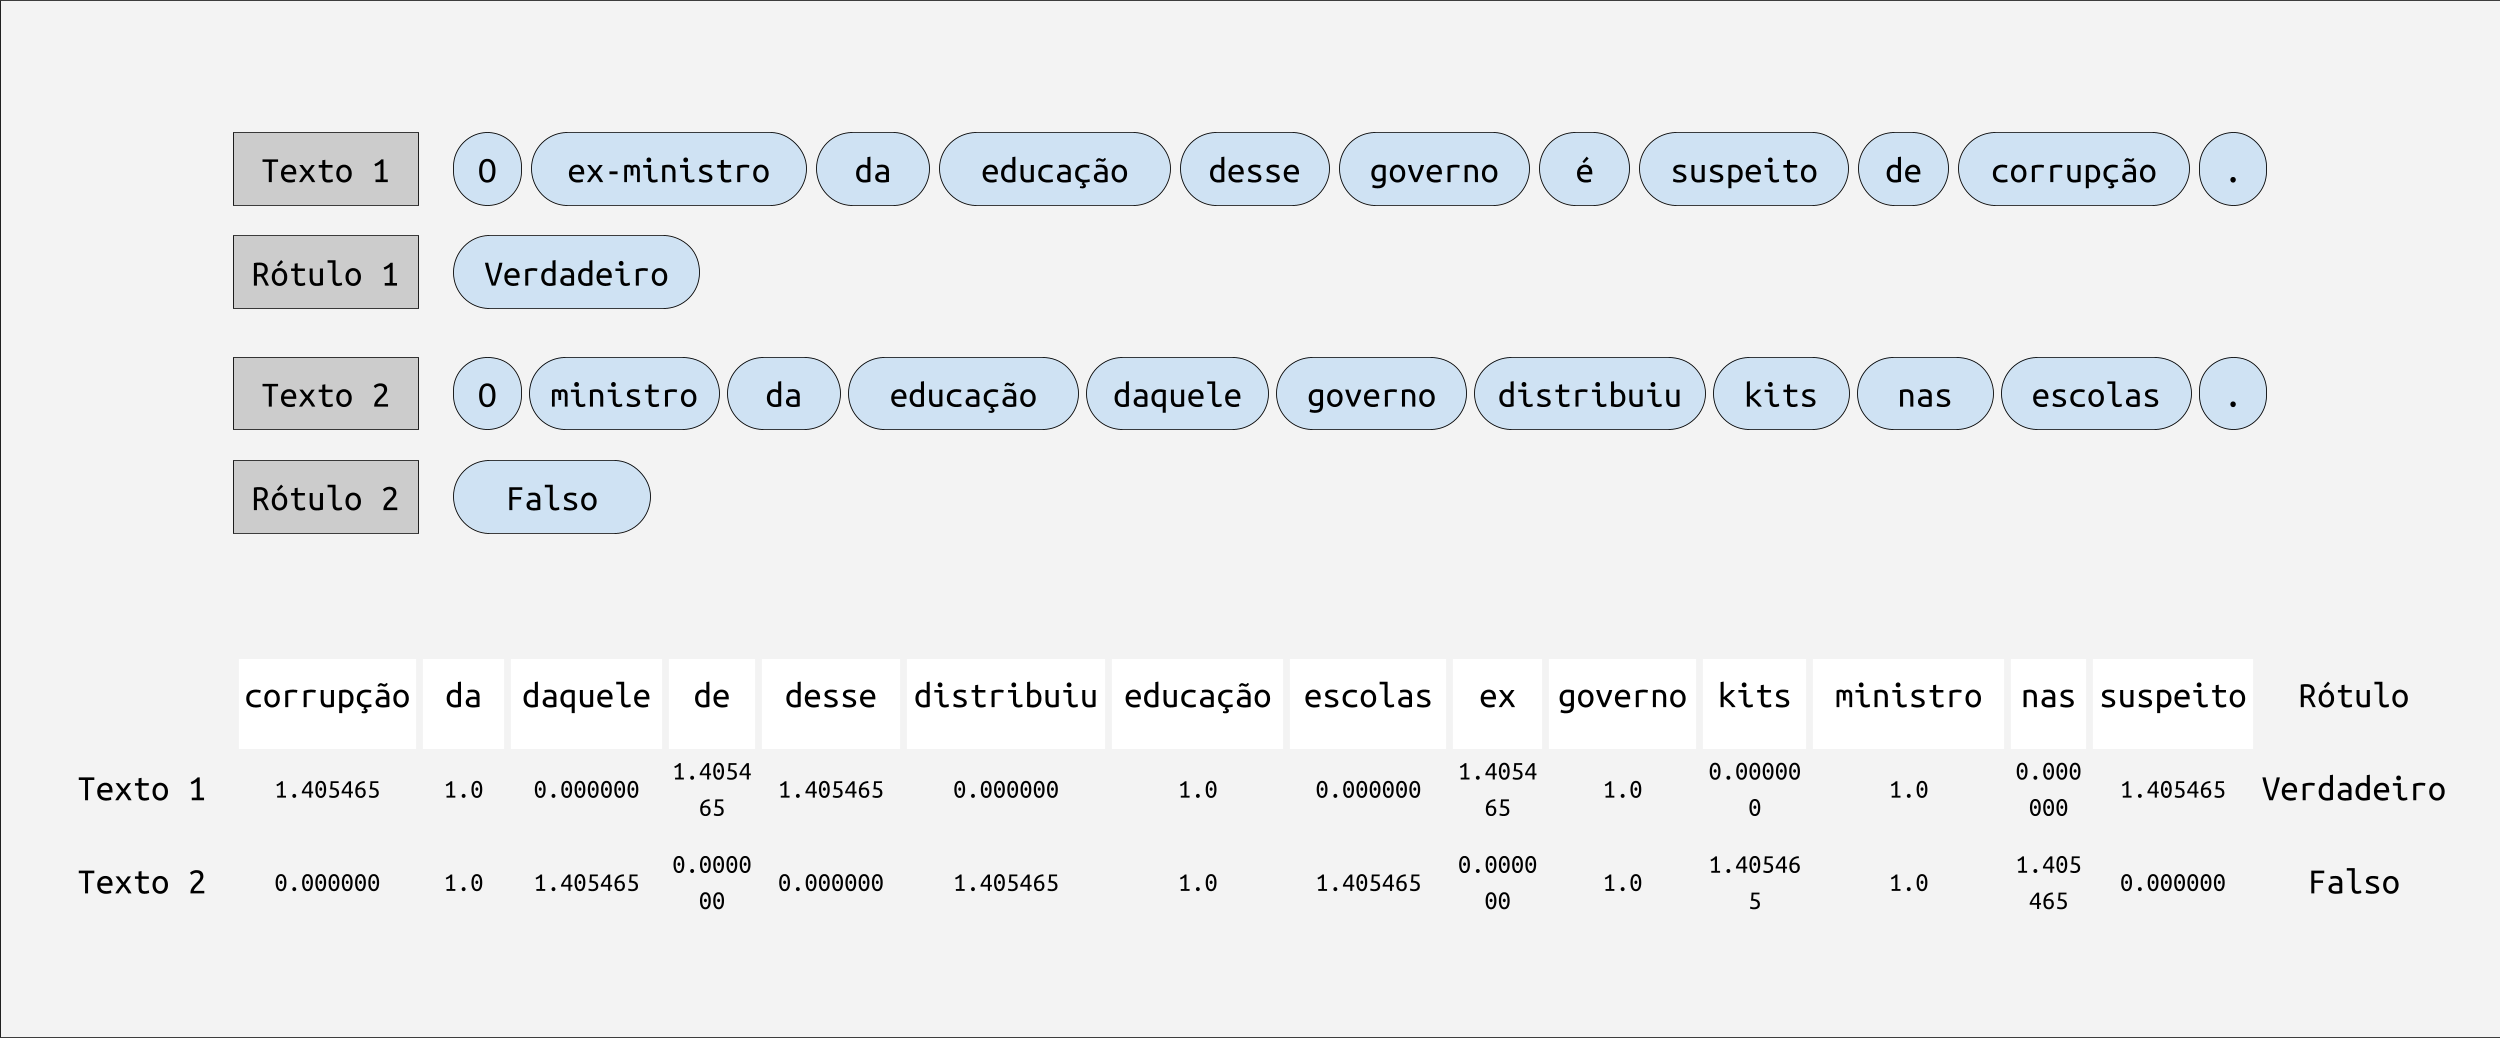 Texto 1 O ex-ministro da educação desse governo é suspeito de corrupção .
Rótulo 1 Verdadeiro
Texto 2 O ministro da educação daquele governo distribuiu kits nas escolas .
Rótulo 2 Falso
corrupção da daquele de desse distribuiu educação escolas ex governo kits ministro nas suspeito Rótulo
Texto 1 1.405465 1.0 0.000000 1.405465 1.405465 0.000000 1.0 0.000000 1.405465 1.0 0.000000 1.0 0.000000 1.405465 Verdadeiro
Texto 2 0.000000 1.0 1.405465 0.000000 0.000000 1.405465 1.0 1.405465 0.000000 1.0 1.405465 1.0 1.405465 0.000000 Falso